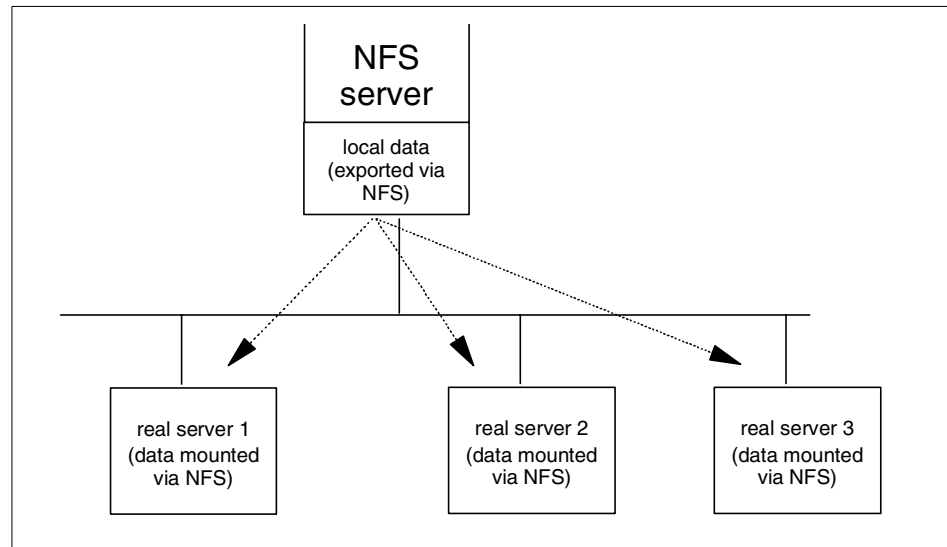 NFS
server
local data
(exported via
NFS)
real server 1
(data mounted
via NFS)
real server 2
(data mounted
via NFS)
real server 3
(data mounted
via NFS)